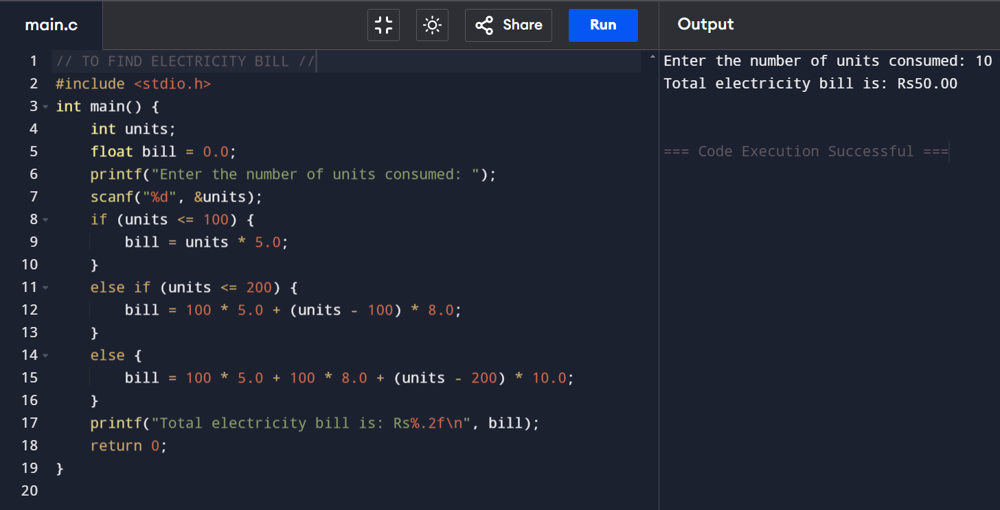 main.c
Share
Run
Output
1 // TO FIND ELECTRICITY BILL //
2 #include <stdio.h>
3 int main() {
4     int units;
5     float bill = 0.0;
6     printf("Enter the number of units consumed: ");
7     scanf("%d", &units);
8     if (units <= 100) {
9         bill = units * 5.0;
10     }
11     else if (units <= 200) {
12         bill = 100 * 5.0 + (units - 100) * 8.0;
13     }
14     else {
15         bill = 100 * 5.0 + 100 * 8.0 + (units - 200) * 10.0;
16     }
17     printf("Total electricity bill is: Rs%.2f\n", bill);
18     return 0;
19 }
20
Enter the number of units consumed: 10
Total electricity bill is: Rs50.00
=== Code Execution Successful ===